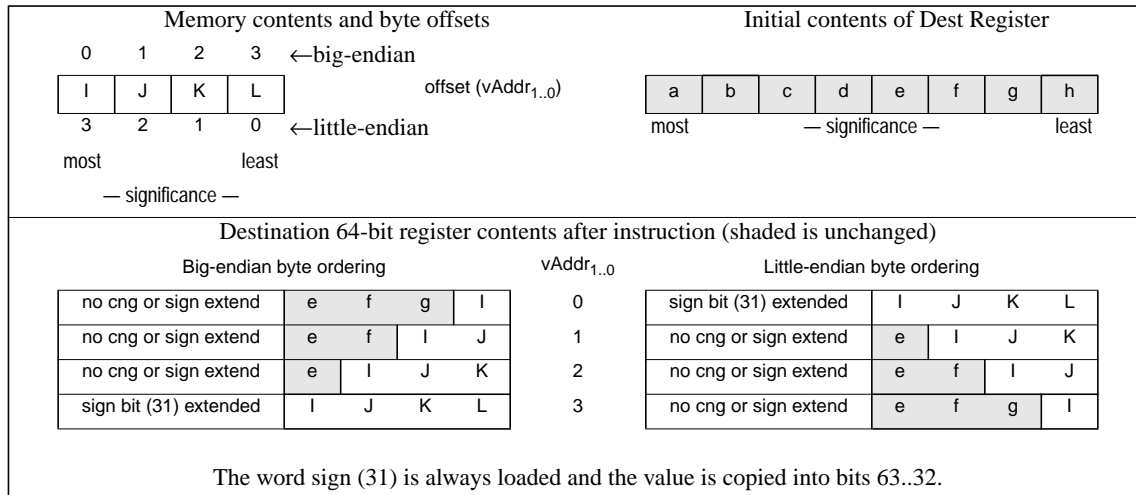 Memory contents and byte offsets
Initial contents of Dest Register
0 1 2 3 ←big-endian
I J K L
offset (vAddr1..0)
a b c d e f g h
3 2 1 0 ←little-endian
most — significance — least
most least
— significance —
Destination 64-bit register contents after instruction (shaded is unchanged)
Big-endian byte ordering vAddr1..0 Little-endian byte ordering
no cng or sign extend e f g I 0 sign bit (31) extended I J K L
no cng or sign extend e f I J 1 no cng or sign extend e I J K
no cng or sign extend e I J K 2 no cng or sign extend e f I J
sign bit (31) extended I J K L 3 no cng or sign extend e f g I
The word sign (31) is always loaded and the value is copied into bits 63..32.